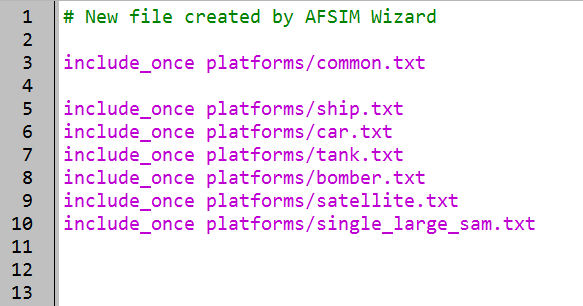 1 # New file created by AFSIM Wizard
2
3 include_once platforms/common.txt
4
5 include_once platforms/ship.txt
6 include_once platforms/car.txt
7 include_once platforms/tank.txt
8 include_once platforms/bomber.txt
9 include_once platforms/satellite.txt
10 include_once platforms/single_large_sam.txt
11
12
13